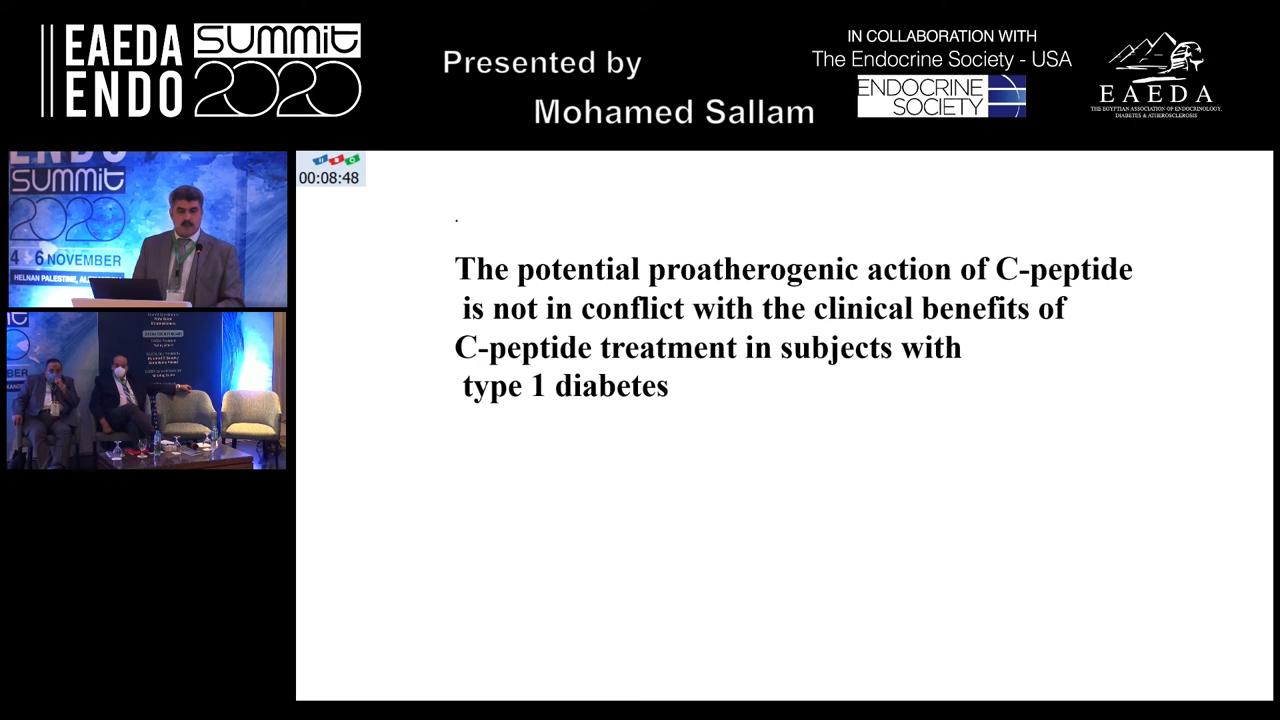 EAEDA
ENDO
SUMMIT
2020
Presented by
Mohamed Sallam
IN COLLABORATION WITH
The Endocrine Society - USA
ENDOCRINE
SOCIETY
EAEDA
THE EGYPTIAN ASSOCIATION OF ENDOCRINOLOGY,
DIABETES & ATHEROSCLEROSIS
SUMMIT
2020
6 NOVEMBER
HELNAN PALESTINE,
00:08:48
.
The potential proatherogenic action of C-peptide
is not in conflict with the clinical benefits of
C-peptide treatment in subjects with
type 1 diabetes